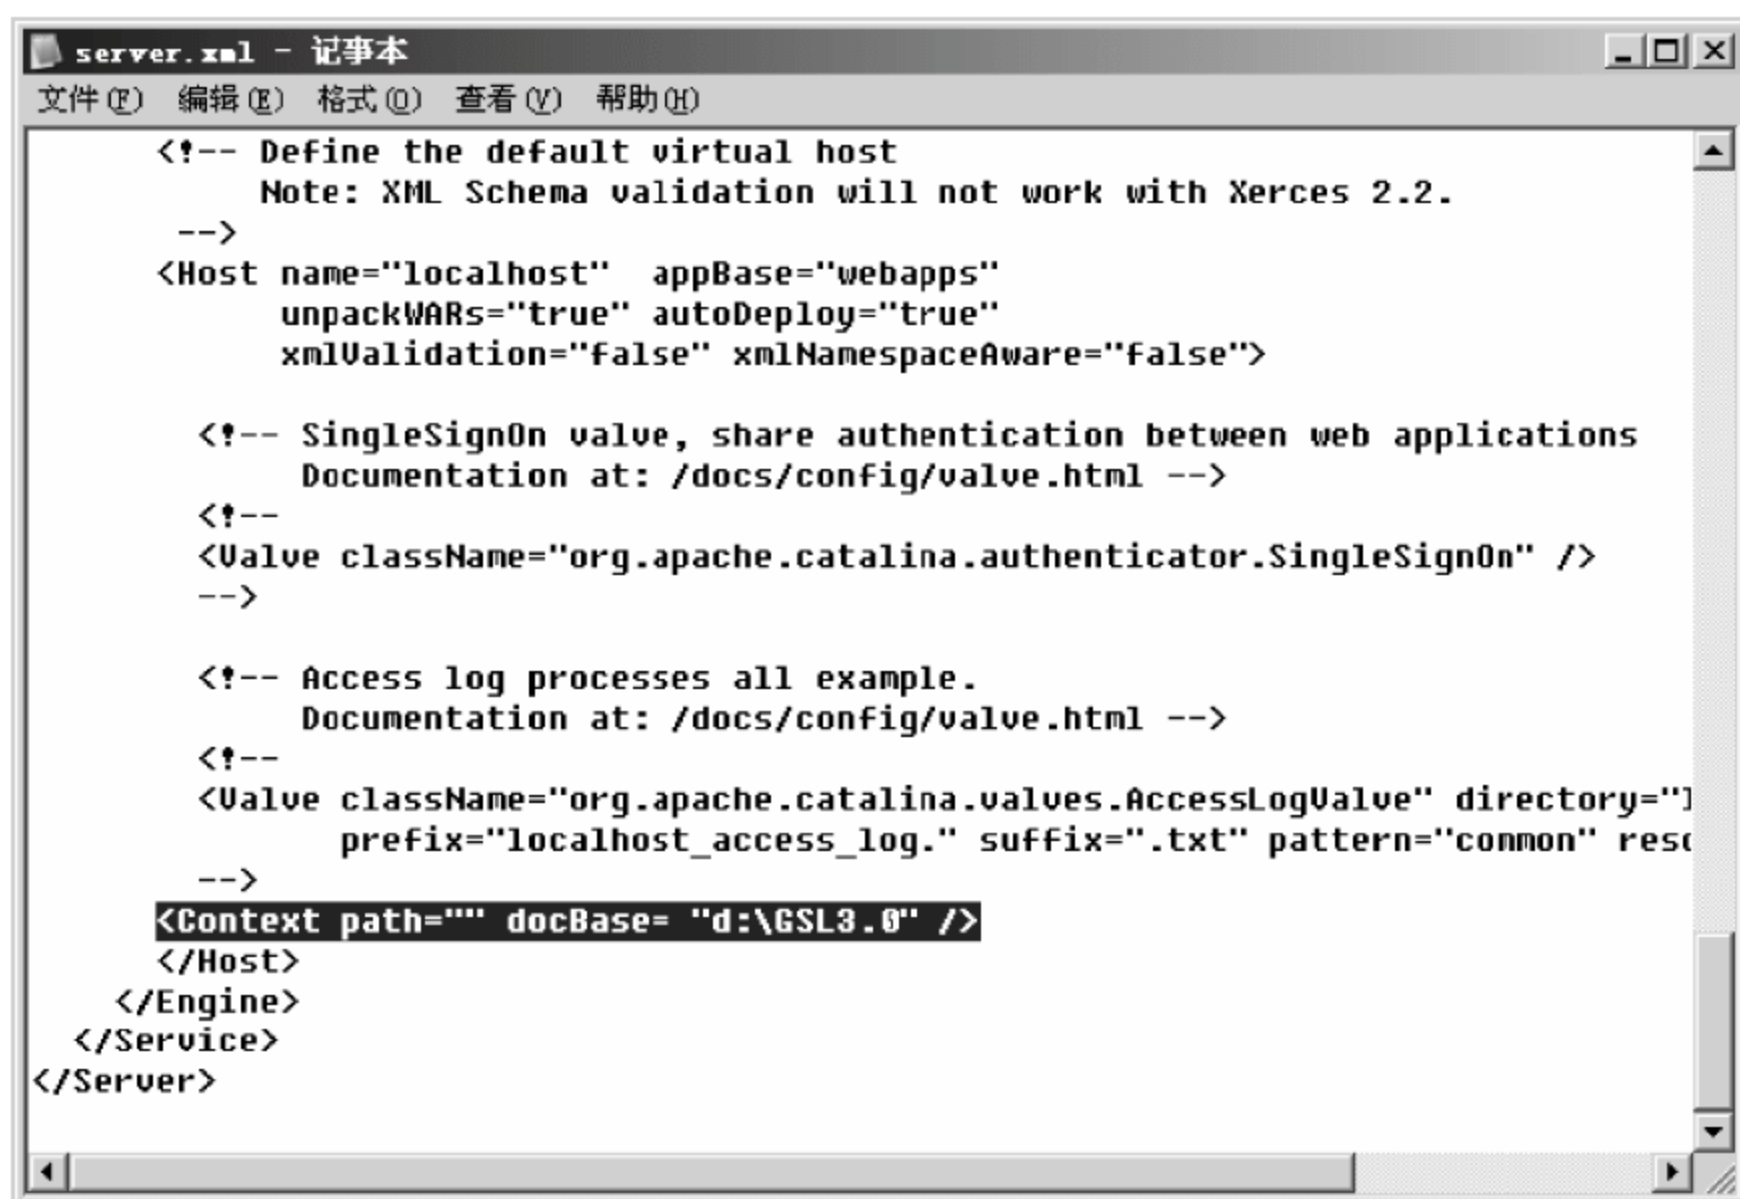 server.xml - 记事本
文件(F) 编辑(E) 格式(O) 查看(V) 帮助(H)
<!-- Define the default virtual host
Note: XML Schema validation will not work with Xerces 2.2.
-->
<Host name="localhost"  appBase="webapps"
unpackWARs="true" autoDeploy="true"
xmlValidation="false" xmlNamespaceAware="false">
<!-- SingleSignOn valve, share authentication between web applications
Documentation at: /docs/config/valve.html -->
<!--
<Valve className="org.apache.catalina.authenticator.SingleSignOn" />
-->
<!-- Access log processes all example.
Documentation at: /docs/config/valve.html -->
<!--
<Valve className="org.apache.catalina.valves.AccessLogValve" directory="l
prefix="localhost_access_log." suffix=".txt" pattern="common" reso
-->
<Context path="" docBase= "d:\GSL3.0" />
</Host>
</Engine>
</Service>
</Server>